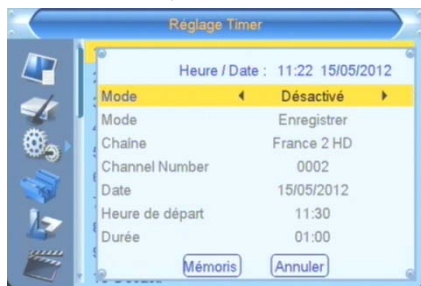 Réglage Timer
Heure / Date : 11:22 15/05/2012
Mode Désactivé
Mode Enregistrer
Chaîne France 2 HD
Channel Number 0002
Date 15/05/2012
Heure de départ 11:30
Durée 01:00
Mémoris Annuler